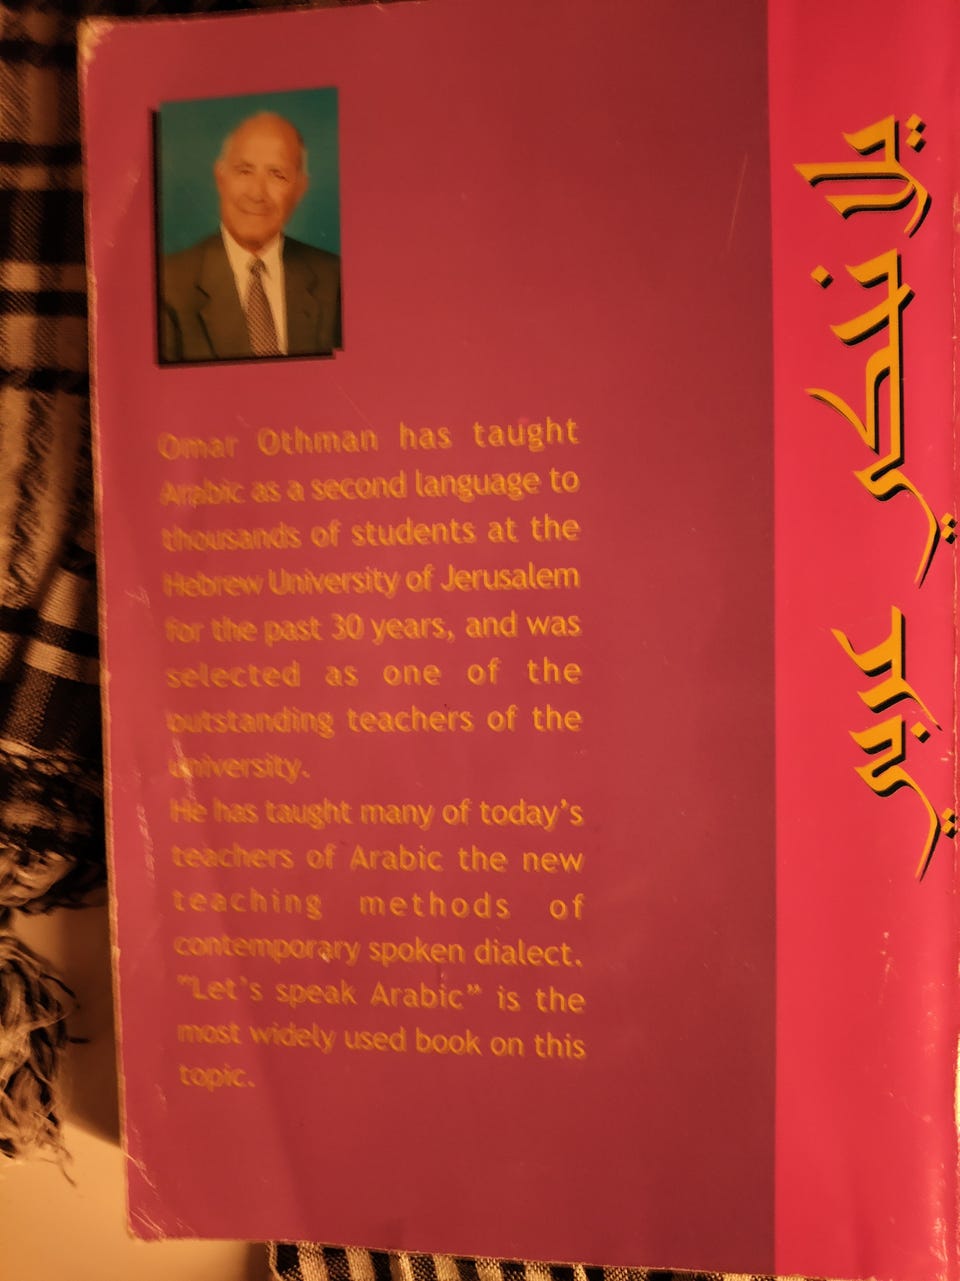 Omar Othman has taught
Arabic as a second language to
thousands of students at the
Hebrew University of Jerusalem
for the past 30 years, and was
selected as one of the
outstanding teachers of the
university.
He has taught many of today's
teachers of Arabic the new
teaching methods of
contemporary spoken dialect.
"Let's speak Arabic" is the
most widely used book on this
topic.
يلا نحكي عربي